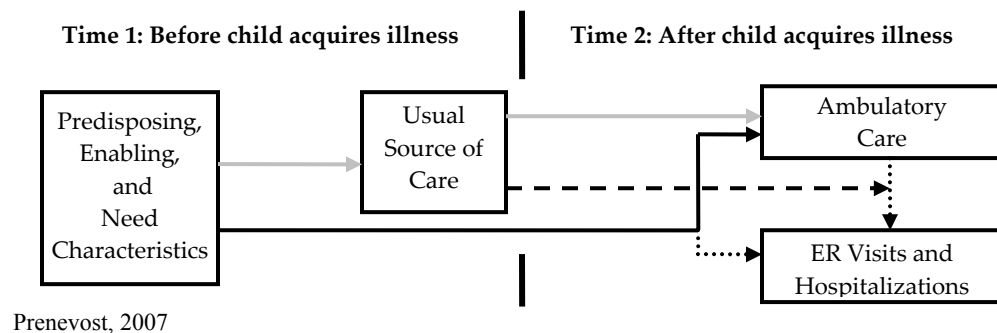 Time 1: Before child acquires illness
Time 2: After child acquires illness
Predisposing,
Enabling,
and
Need
Characteristics
Usual
Source of
Care
Ambulatory
Care
ER Visits and
Hospitalizations
Prenevost, 2007